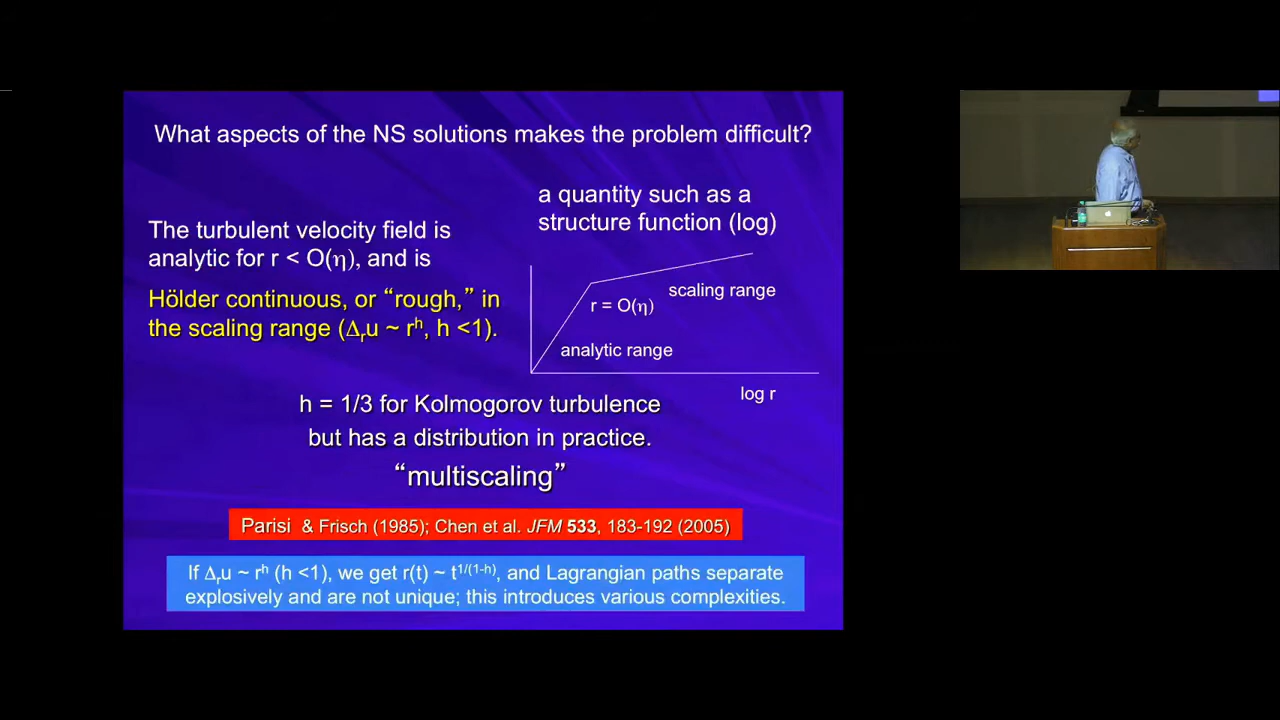 What aspects of the NS solutions makes the problem difficult?
a quantity such as a
structure function (log)
The turbulent velocity field is
analytic for r < O(η), and is
Hölder continuous, or “rough,” in
the scaling range (Δᵣu ~ rʰ, h <1).
scaling range
r = O(η)
analytic range
log r
h = 1/3 for Kolmogorov turbulence
but has a distribution in practice.
“multiscaling”
Parisi & Frisch (1985); Chen et al. JFM 533, 183-192 (2005)
If Δᵣu ~ rʰ (h <1), we get r(t) ~ t^1/(1-h), and Lagrangian paths separate
explosively and are not unique; this introduces various complexities.